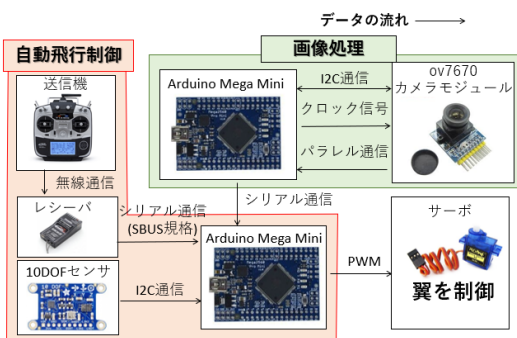 データの流れ
自動飛行制御
画像処理
送信機
Arduino Mega Mini
I2C通信
ov7670
カメラモジュール
クロック信号
パラレル通信
無線通信
シリアル通信
レシーバ
シリアル通信
(SBUS規格)
Arduino Mega Mini
サーボ
10DOFセンサ
I2C通信
PWM
翼を制御